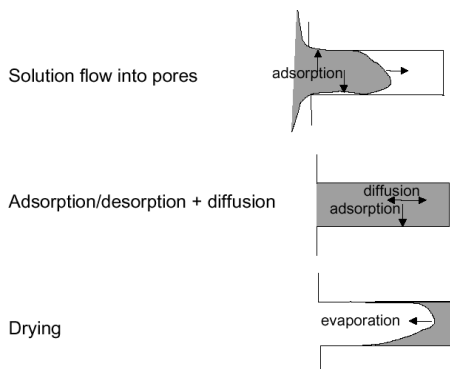 Solution flow into pores
adsorption
Adsorption/desorption + diffusion
diffusion
adsorption
Drying
evaporation